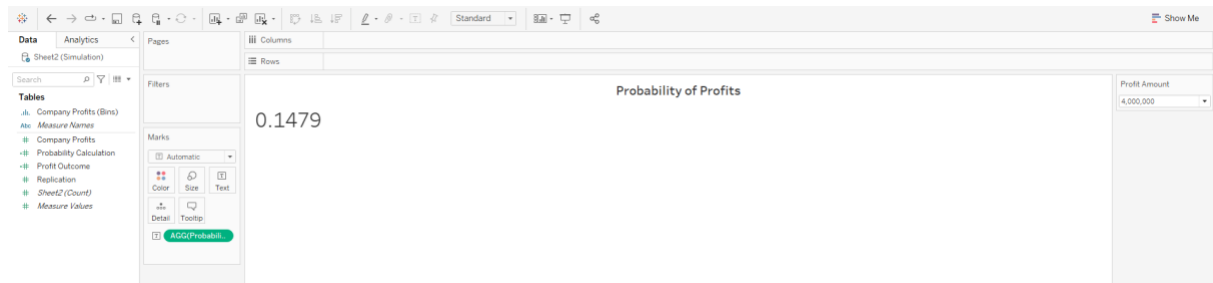 Standard
Show Me
Data Analytics
Sheet2 (Simulation)
Search
Tables
Company Profits (Bins)
Abc Measure Names
Company Profits
Probability Calculation
Profit Outcome
Replication
Sheet2 (Count)
Measure Values
Pages
Filters
Marks
Automatic
Color Size Text
Detail Tooltip
AGG(Probabili..
Columns
Rows
Probability of Profits
0.1479
Profit Amount
4,000,000